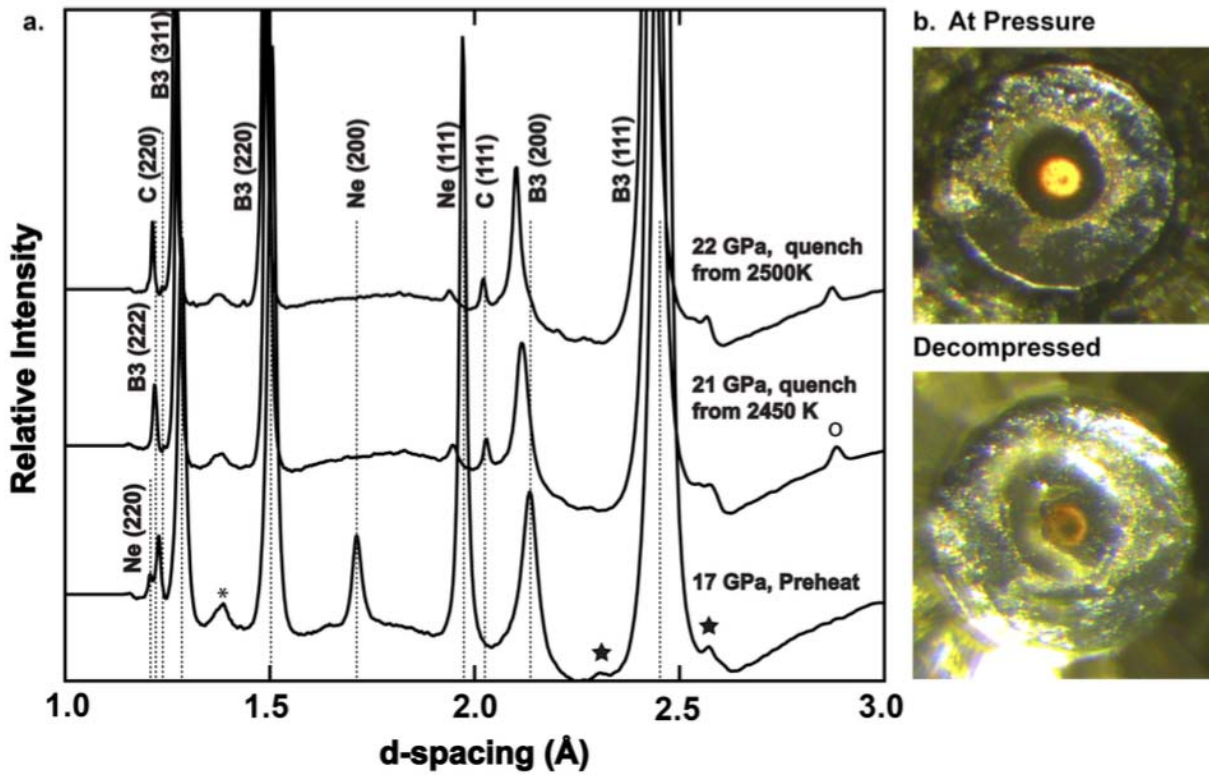 a.
B3 (311)
C (220)
B3 (220)
Ne (200)
Ne (111)
C (111)
B3 (200)
B3 (111)
22 GPa, quench
from 2500K
B3 (222)
21 GPa, quench
from 2450 K
o
Ne (220)
*
17 GPa, Preheat
★
★
Relative Intensity
1.0
1.5
2.0
2.5
3.0
d-spacing (Å)
b. At Pressure
Decompressed